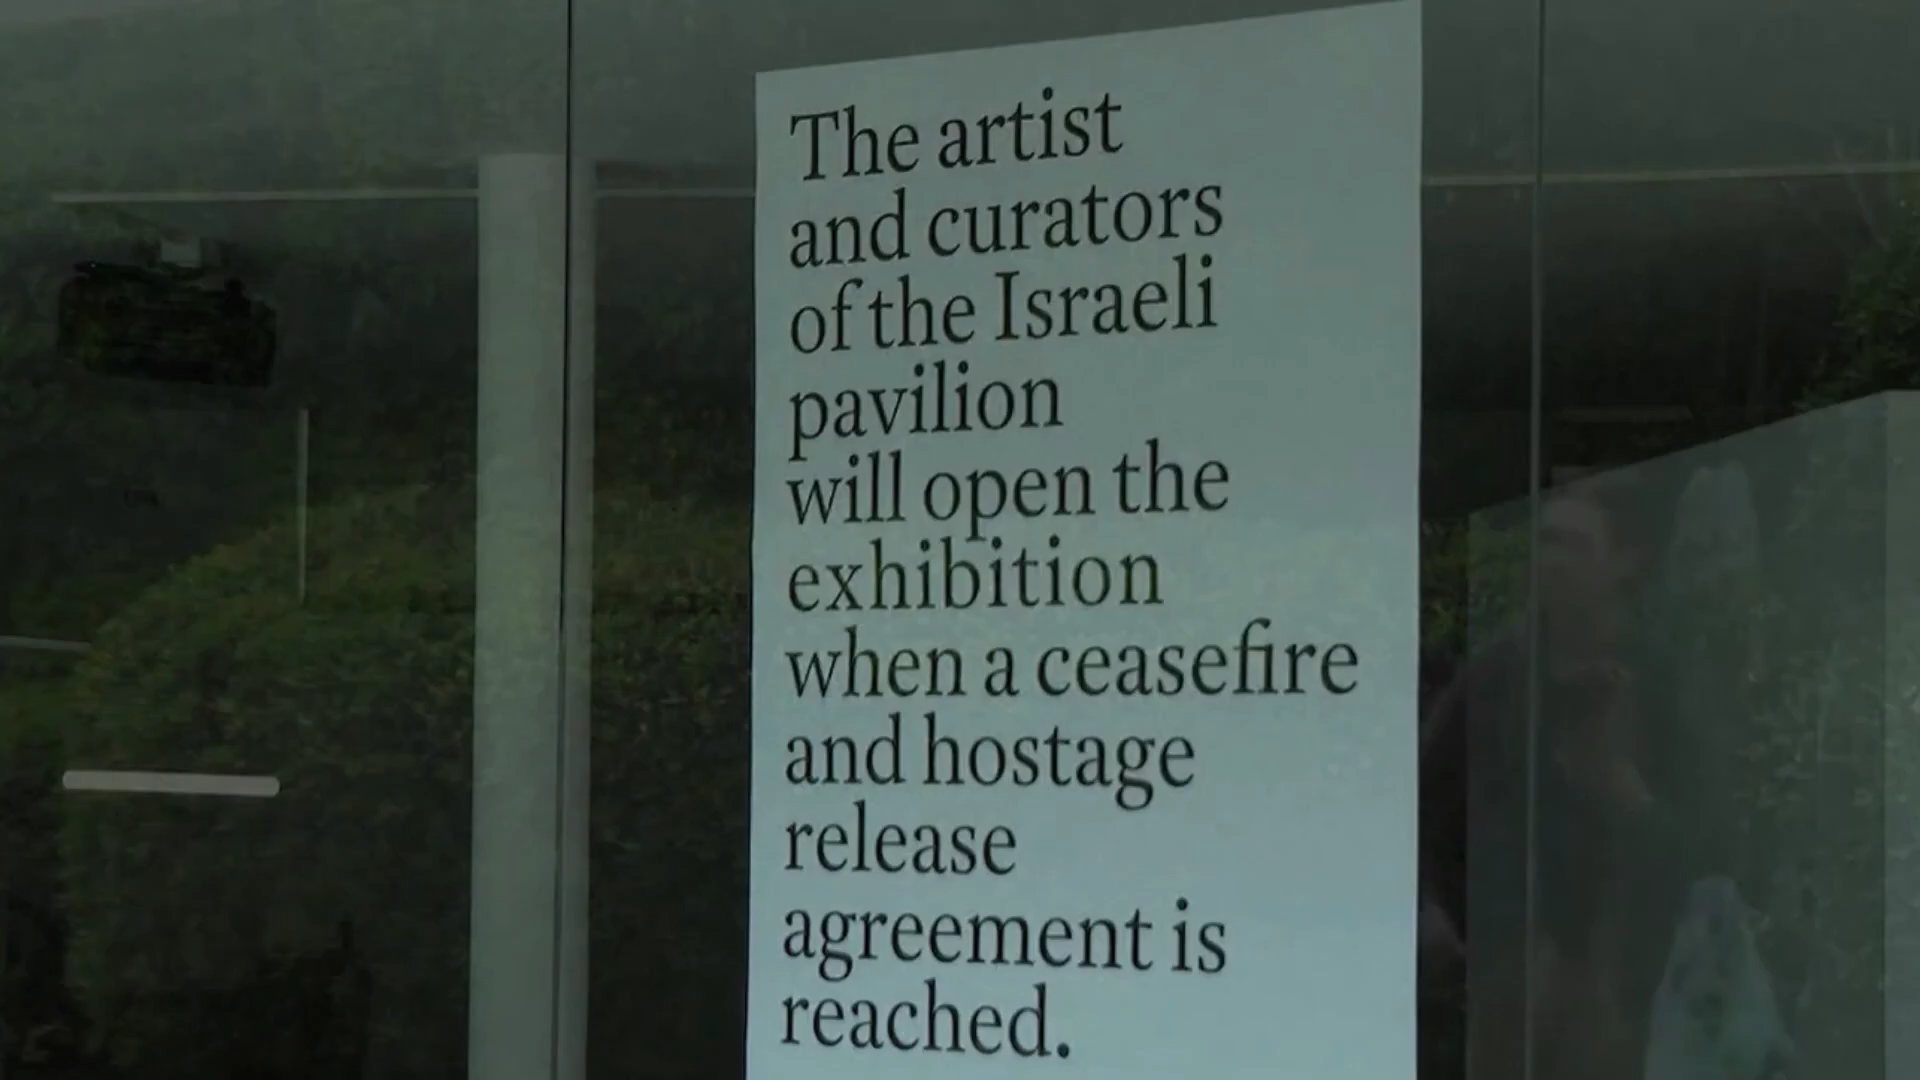 The artist
and curators
of the Israeli
pavilion
will open the
exhibition
when a ceasefire
and hostage
release
agreement is
reached.